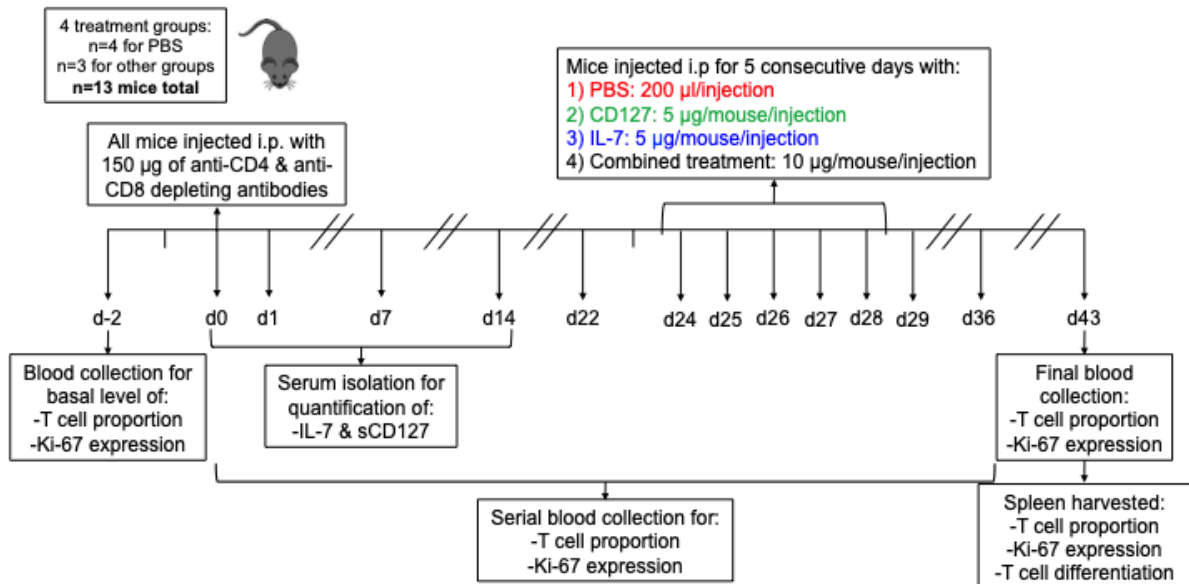 4 treatment groups:
n=4 for PBS
n=3 for other groups
n=13 mice total
All mice injected i.p. with
150 µg of anti-CD4 & anti-
CD8 depleting antibodies
Mice injected i.p for 5 consecutive days with:
1) PBS: 200 µl/injection
2) CD127: 5 µg/mouse/injection
3) IL-7: 5 µg/mouse/injection
4) Combined treatment: 10 µg/mouse/injection
d-2 d0 d1 d7 d14 d22 d24 d25 d26 d27 d28 d29 d36 d43
Blood collection for
basal level of:
-T cell proportion
-Ki-67 expression
Serum isolation for
quantification of:
-IL-7 & sCD127
Final blood
collection:
-T cell proportion
-Ki-67 expression
Serial blood collection for:
-T cell proportion
-Ki-67 expression
Spleen harvested:
-T cell proportion
-Ki-67 expression
-T cell differentiation